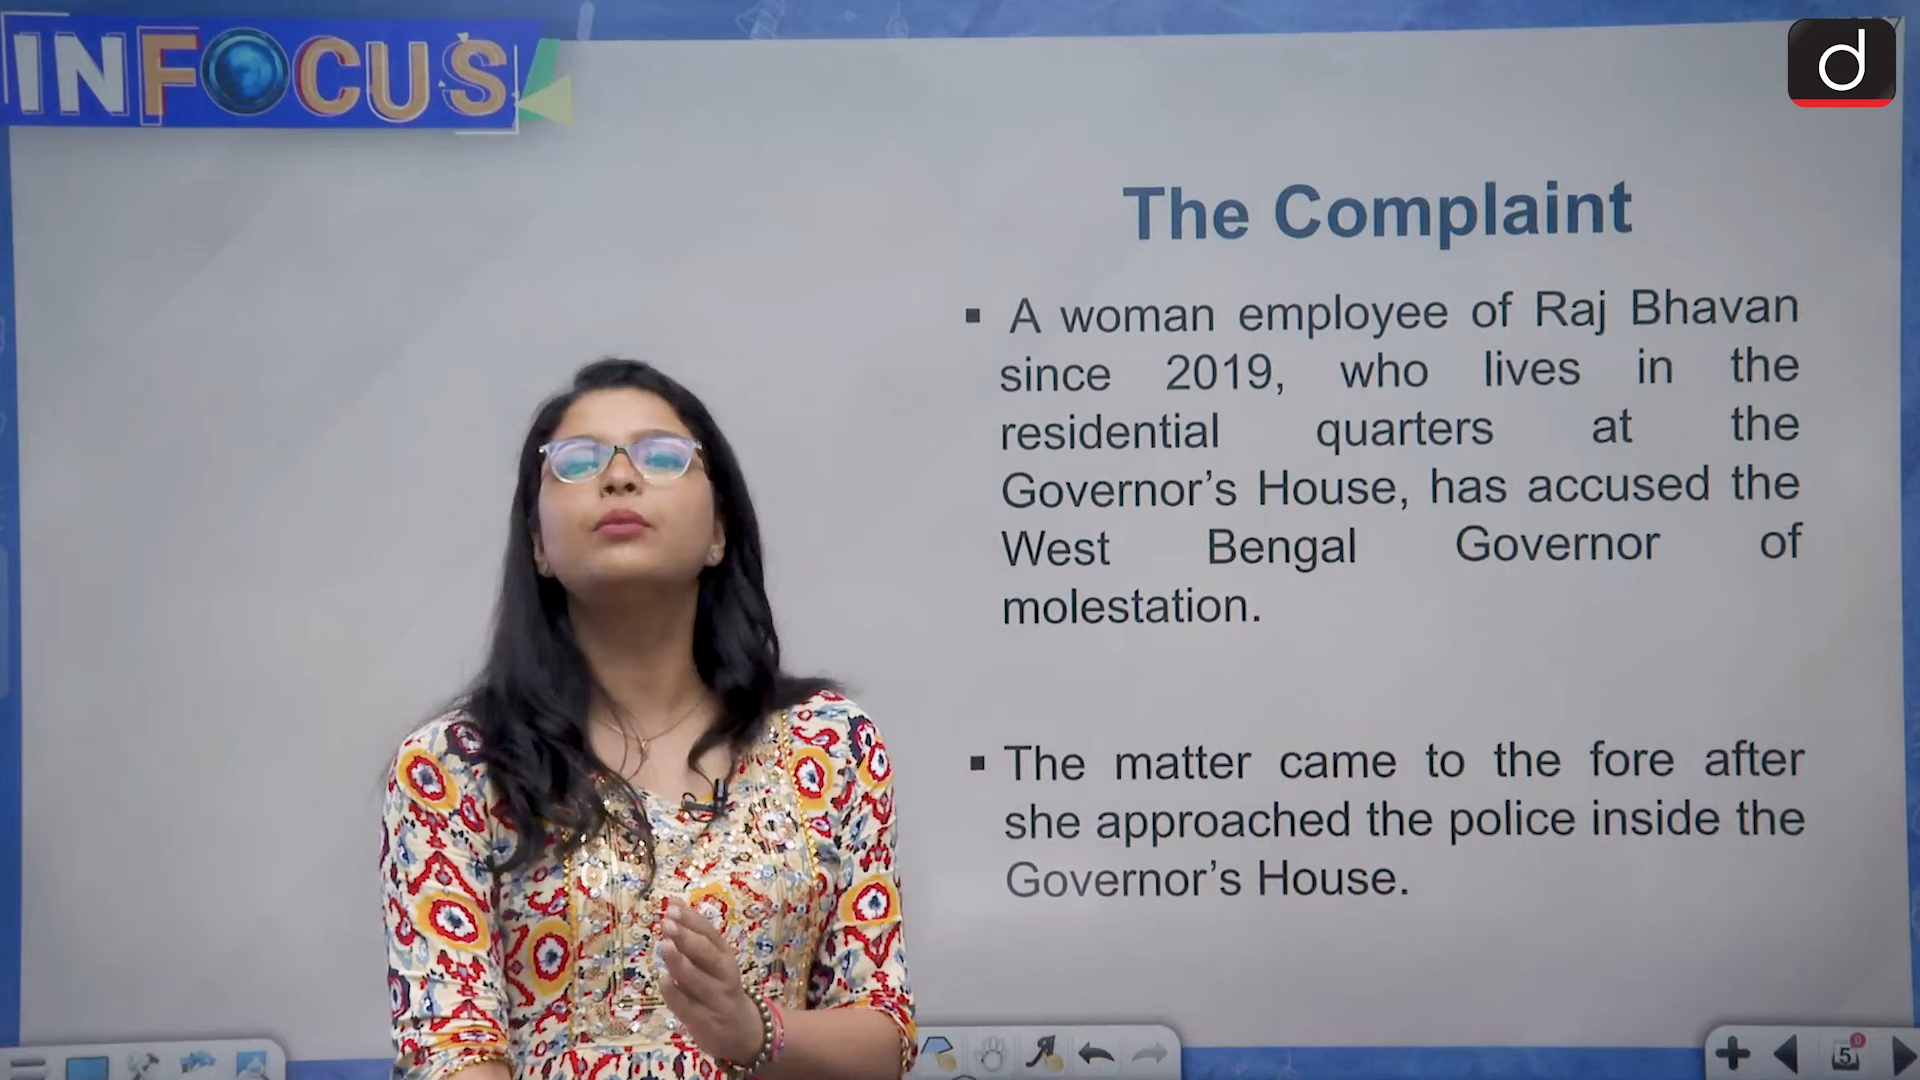 INFOCUS
d
The Complaint
▪ A woman employee of Raj Bhavan
since 2019, who lives in the
residential quarters at the
Governor’s House, has accused the
West Bengal Governor of
molestation.
▪ The matter came to the fore after
she approached the police inside the
Governor’s House.
5
0